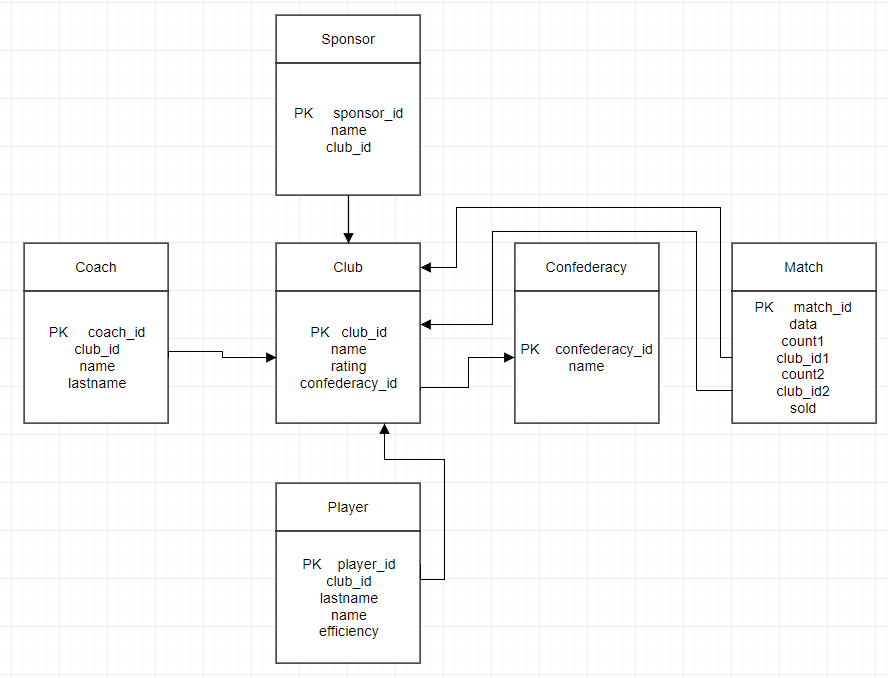 Sponsor
PK sponsor_id
name
club_id
Coach
PK coach_id
club_id
name
lastname
Club
PK club_id
name
rating
confederacy_id
Confederacy
PK confederacy_id
name
Match
PK match_id
data
count1
club_id1
count2
club_id2
sold
Player
PK player_id
club_id
lastname
name
efficiency